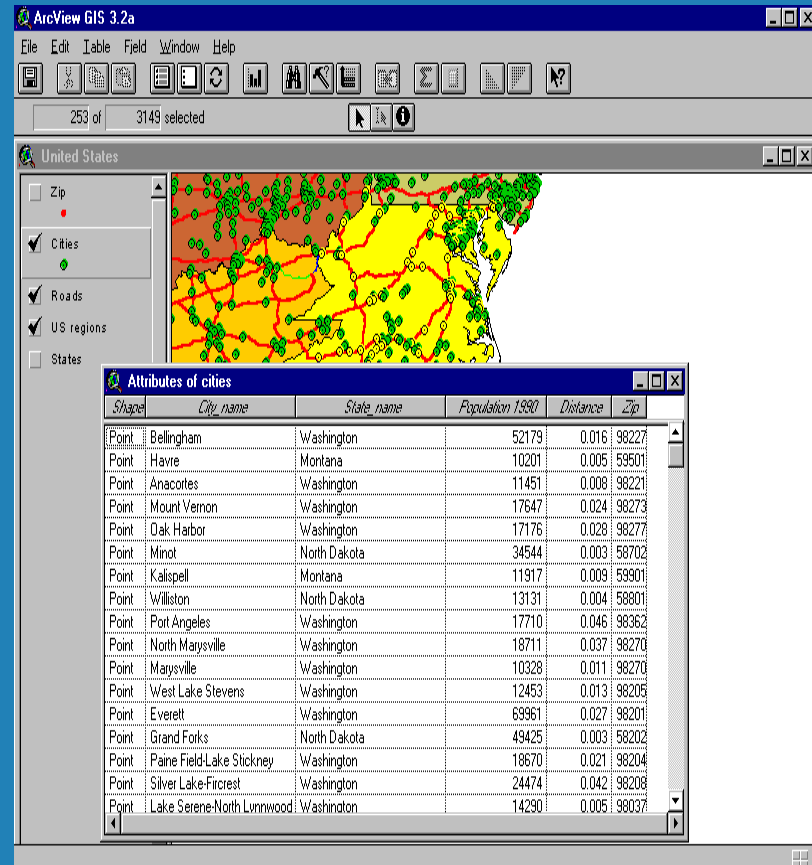 ArcView GIS 3.2a
File Edit Table Field Window Help
253 of 3149 selected
United States
Zip
Cities
Roads
US regions
States
Attributes of cities
Shape City_name State_name Population 1990 Distance Zip
Point Bellingham Washington 52179 0.016 98227
Point Havre Montana 10201 0.005 59501
Point Anacortes Washington 11451 0.008 98221
Point Mount Vernon Washington 17647 0.024 98273
Point Oak Harbor Washington 17176 0.028 98277
Point Minot North Dakota 34544 0.003 58702
Point Kalispell Montana 11917 0.009 59901
Point Williston North Dakota 13131 0.004 58801
Point Port Angeles Washington 17710 0.046 98362
Point North Marysville Washington 18711 0.037 98270
Point Marysville Washington 10328 0.011 98270
Point West Lake Stevens Washington 12453 0.013 98205
Point Everett Washington 69961 0.027 98201
Point Grand Forks North Dakota 49425 0.003 58202
Point Paine Field-Lake Stickney Washington 18670 0.021 98204
Point Silver Lake-Fircrest Washington 24474 0.042 98208
Point Lake Serene-North Lynnwood Washington 14290 0.005 98037